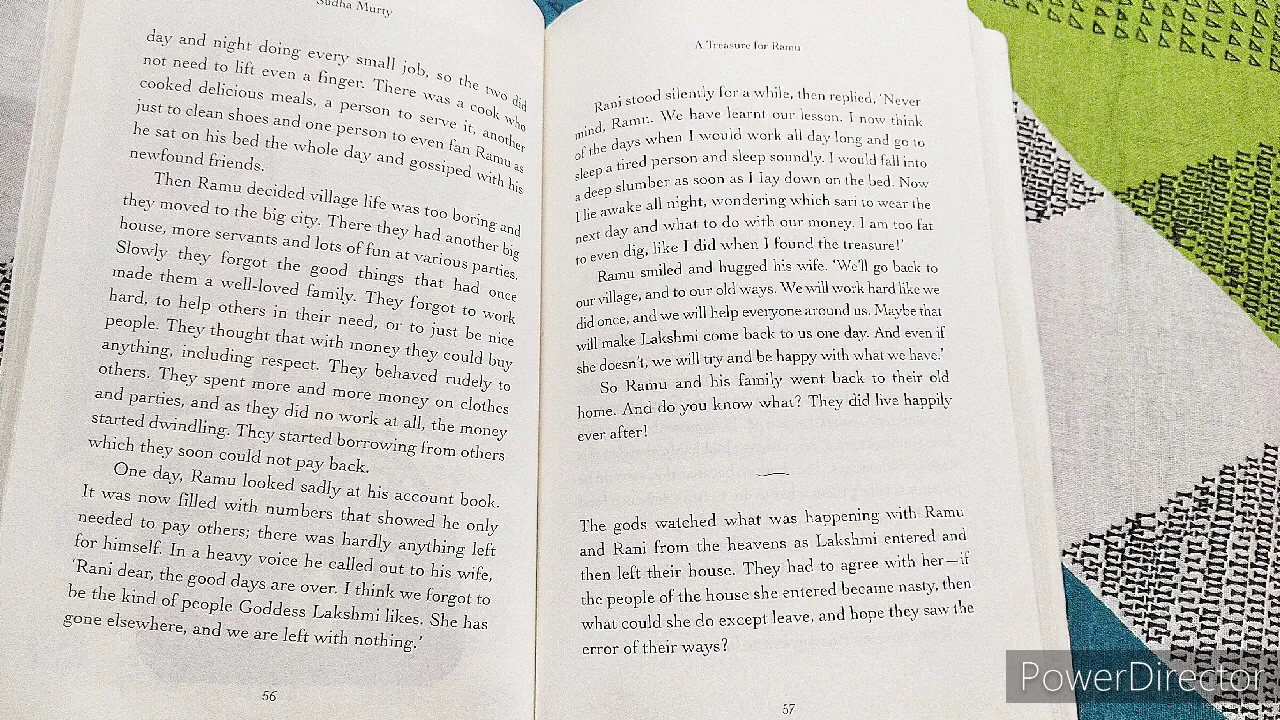 Sudha Murty
day and night doing every small job, so the two did
not need to lift even a finger. There was a cook who
cooked delicious meals, a person to serve it, another
just to clean shoes and one person to even fan Ramu as
he sat on his bed the whole day and gossiped with his
newfound friends.
Then Ramu decided village life was too boring and
they moved to the big city. There they had another big
house, more servants and lots of fun at various parties.
Slowly they forgot the good things that had once
made them a well-loved family. They forgot to work
hard, to help others in their need, or to just be nice
people. They thought that with money they could buy
anything, including respect. They behaved rudely to
others. They spent more and more money on clothes
and parties, and as they did no work at all, the money
started dwindling. They started borrowing from others
which they soon could not pay back.
One day, Ramu looked sadly at his account book.
It was now filled with numbers that showed he only
needed to pay others; there was hardly anything left
for himself. In a heavy voice he called out to his wife,
'Rani dear, the good days are over. I think we forgot to
be the kind of people Goddess Lakshmi likes. She has
gone elsewhere, and we are left with nothing.'
56
A Treasure for Ramu
Rani stood silently for a while, then replied, 'Never
mind, Ramu. We have learnt our lesson. I now think
of the days when I would work all day long and go to
sleep a tired person and sleep soundly. I would fall into
a deep slumber as soon as I lay down on the bed. Now
I lie awake all night, wondering which sari to wear the
next day and what to do with our money. I am too fat
to even dig, like I did when I found the treasure!'
Ramu smiled and hugged his wife. 'We'll go back to
our village, and to our old ways. We will work hard like we
did once, and we will help everyone around us. Maybe that
will make Lakshmi come back to us one day. And even if
she doesn't, we will try and be happy with what we have.'
So Ramu and his family went back to their old
home. And do you know what? They did live happily
ever after!
The gods watched what was happening with Ramu
and Rani from the heavens as Lakshmi entered and
then left their house. They had to agree with her—if
the people of the house she entered became nasty, then
what could she do except leave, and hope they saw the
error of their ways?
57
PowerDirector